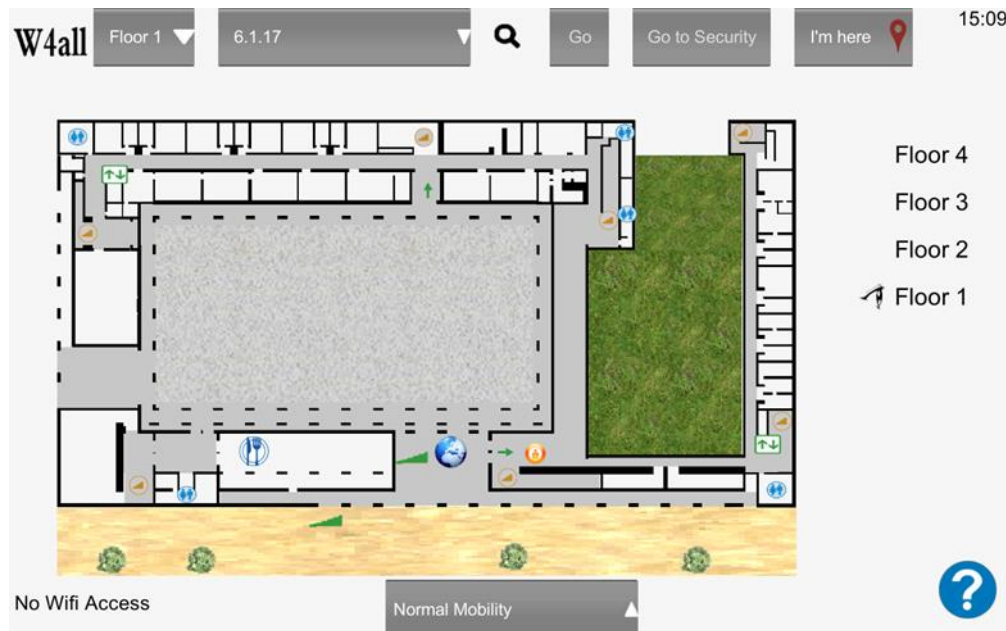 15:09
W4all
Floor 1
6.1.17
Go
Go to Security
I'm here
Floor 4
Floor 3
Floor 2
Floor 1
No Wifi Access
Normal Mobility
?